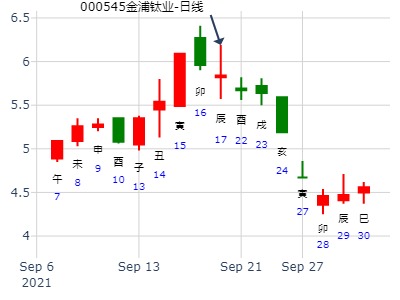 000545金浦钛业-日线
6.5
6
5.5
5
4.5
4
午
7
未
8
申
9
酉
10
子
13
丑
14
寅
15
卯
16
辰
17
酉
22
戌
23
亥
24
寅
27
卯
28
辰
29
巳
30
Sep 6
2021
Sep 13
Sep 21
Sep 27